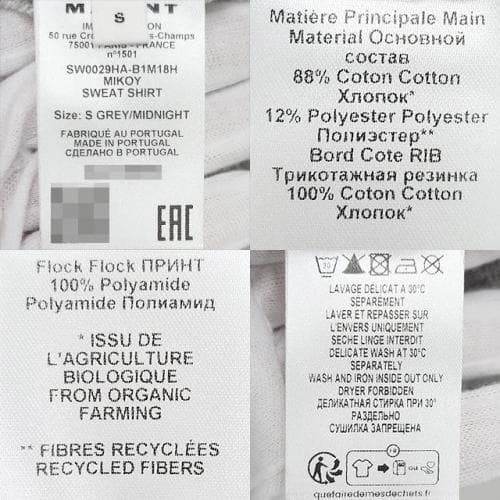 S
50 rue
75001 PARIS - FRANCE
n°1501
SW0029HA-B1M18H
MIKOY
SWEAT SHIRT
Size: S GREY/MIDNIGHT
FABRIQUÉ AU PORTUGAL
MADE IN PORTUGAL
СДЕЛАНО В PORTUGAL
EAC
Matière Principale Main
Material Основной
состав
88% Coton Cotton
Хлопок*
12% Polyester Polyester
Полиэстер**
Bord Cote RIB
Трикотажная резинка
100% Coton Cotton
Хлопок*
Flock Flock ПРИНТ
100% Polyamide
Polyamide Полиамид
* ISSU DE
L'AGRICULTURE
BIOLOGIQUE
FROM ORGANIC
FARMING
** FIBRES RECYCLÉES
RECYCLED FIBERS
30
LAVAGE DELICAT A 30°C
SEPAREMENT
LAVER ET REPASSER SUR
L'ENVERS UNIQUEMENT
SECHE LINGE INTERDIT
DELICATE WASH AT 30°C
SEPARATELY
WASH AND IRON INSIDE OUT ONLY
DRYER FORBIDDEN
ДЕЛИКАТНАЯ СТИРКА ПРИ 30°
РАЗДЕЛЬНО
СУШИЛКА ЗАПРЕЩЕНА
FR
OU
quefairedemesdechets.fr